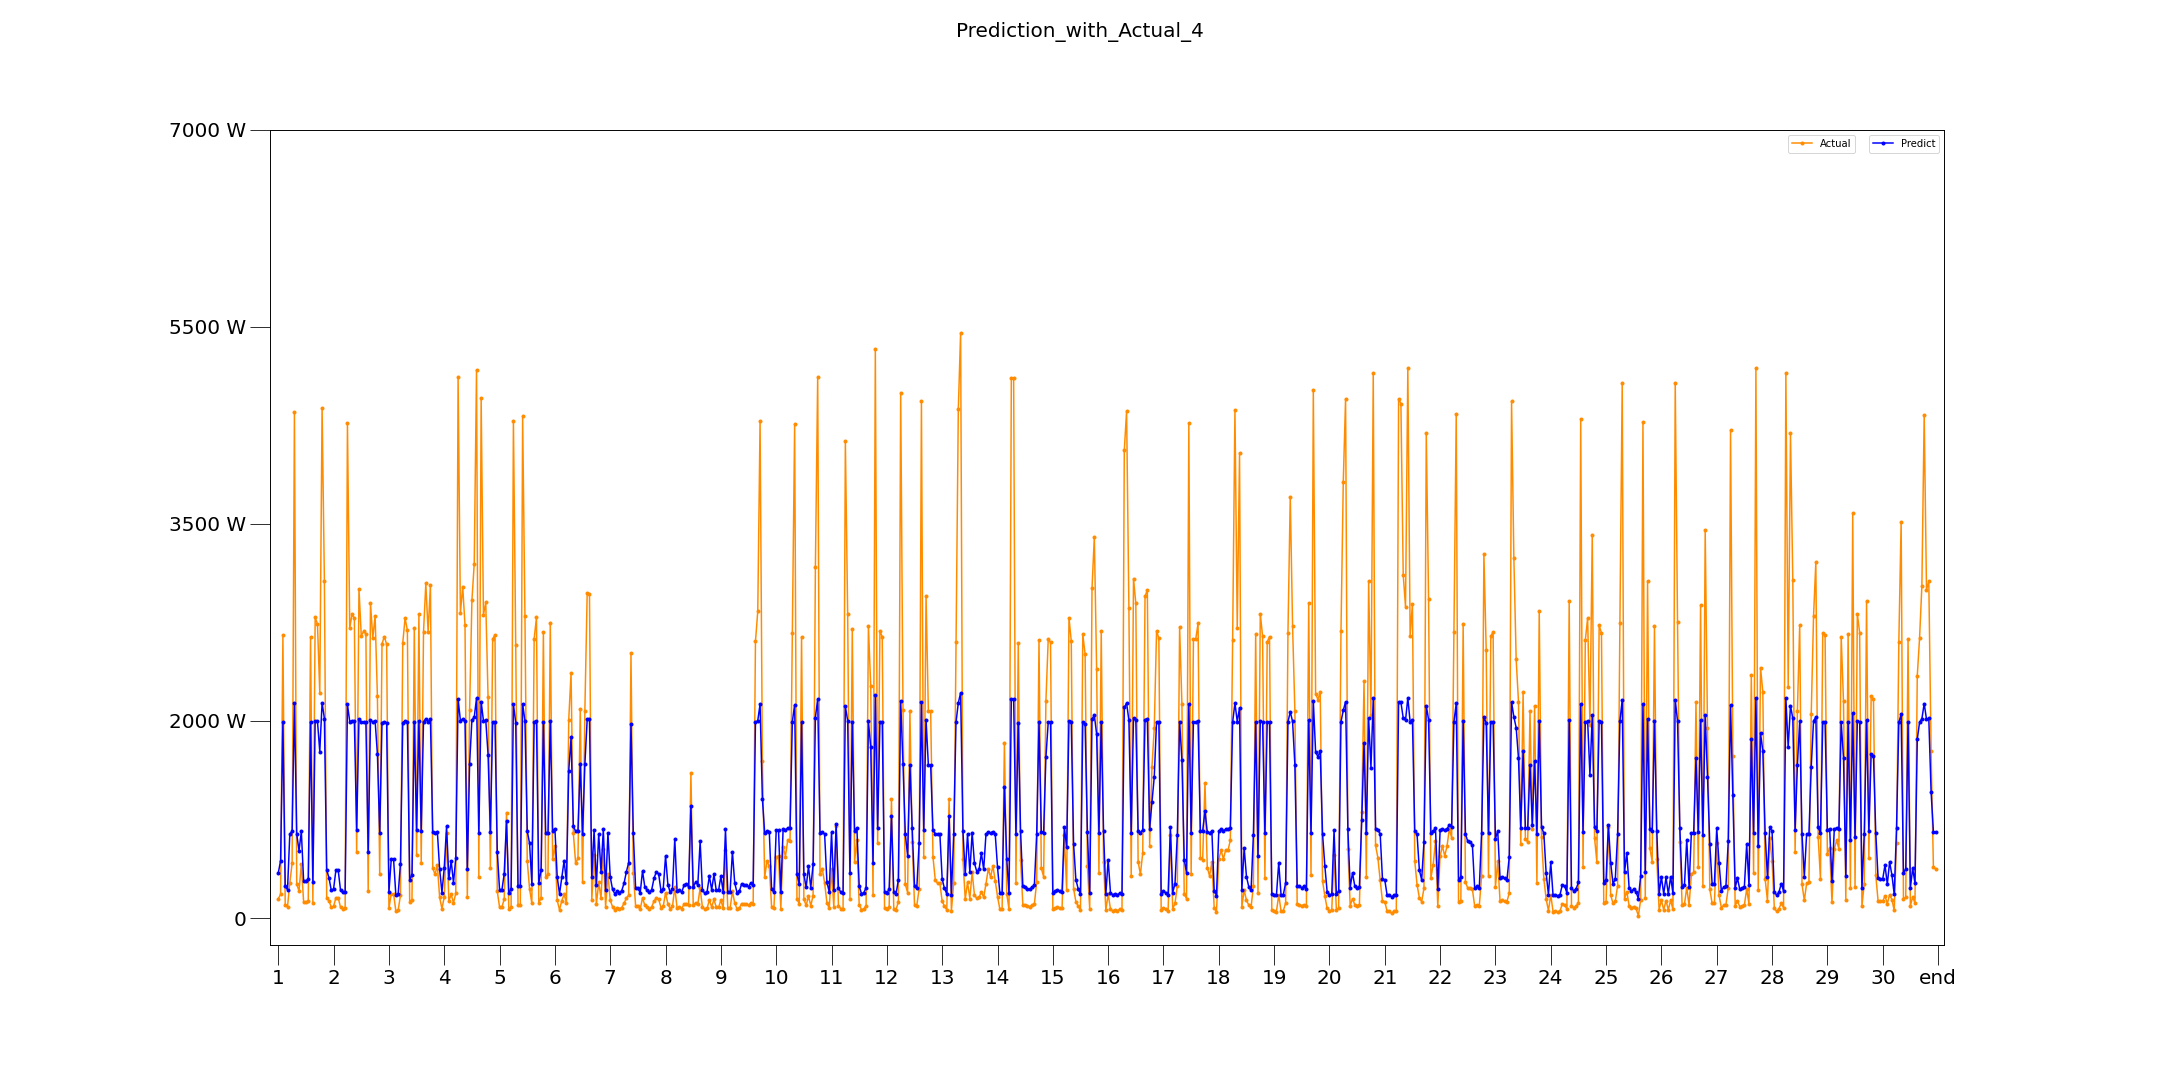 Prediction_with_Actual_4
7000 W
Actual Predict
5500 W
3500 W
2000 W
0
1 2 3 4 5 6 7 8 9 10 11 12 13 14 15 16 17 18 19 20 21 22 23 24 25 26 27 28 29 30 end